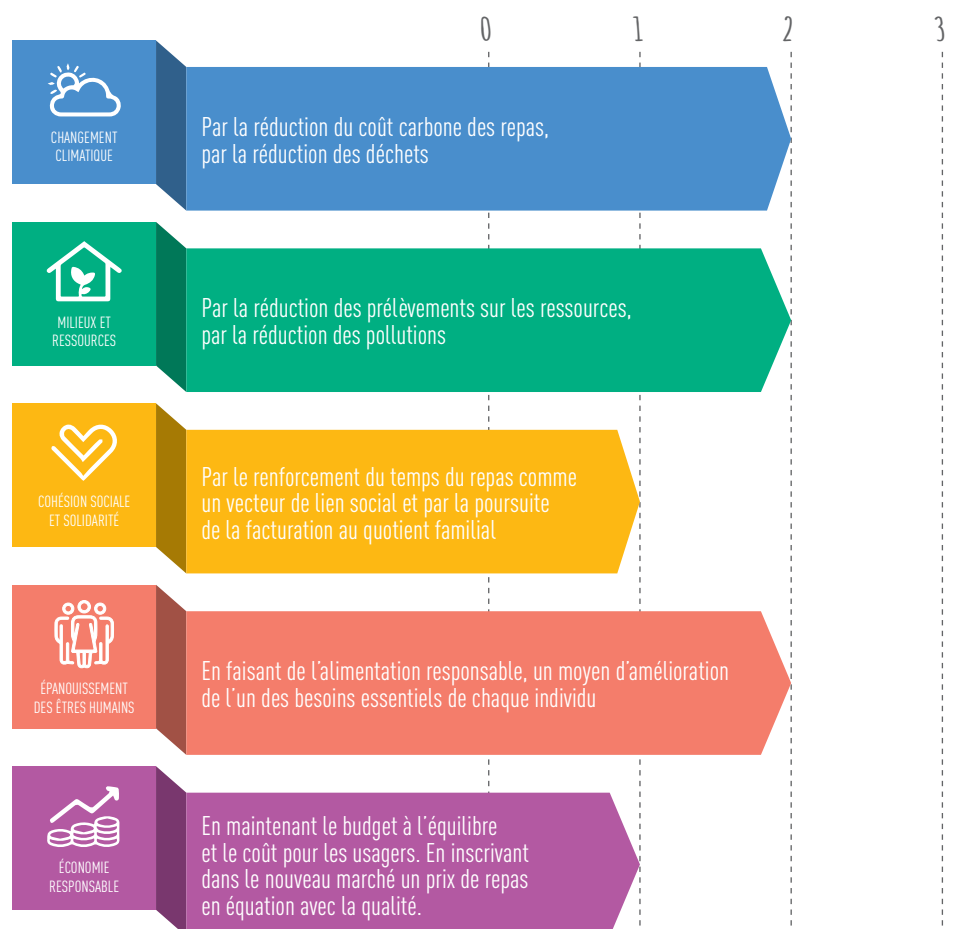 0 1 2 3
CHANGEMENT
CLIMATIQUE
Par la réduction du coût carbone des repas,
par la réduction des déchets
MILIEUX ET
RESSOURCES
Par la réduction des prélèvements sur les ressources,
par la réduction des pollutions
COHÉSION SOCIALE
ET SOLIDARITÉ
Par le renforcement du temps du repas comme
un vecteur de lien social et par la poursuite
de la facturation au quotient familial
ÉPANOUISSEMENT
DES ÊTRES HUMAINS
En faisant de l'alimentation responsable, un moyen d'amélioration
de l'un des besoins essentiels de chaque individu
ÉCONOMIE
RESPONSABLE
En maintenant le budget à l'équilibre
et le coût pour les usagers. En inscrivant
dans le nouveau marché un prix de repas
en équation avec la qualité.